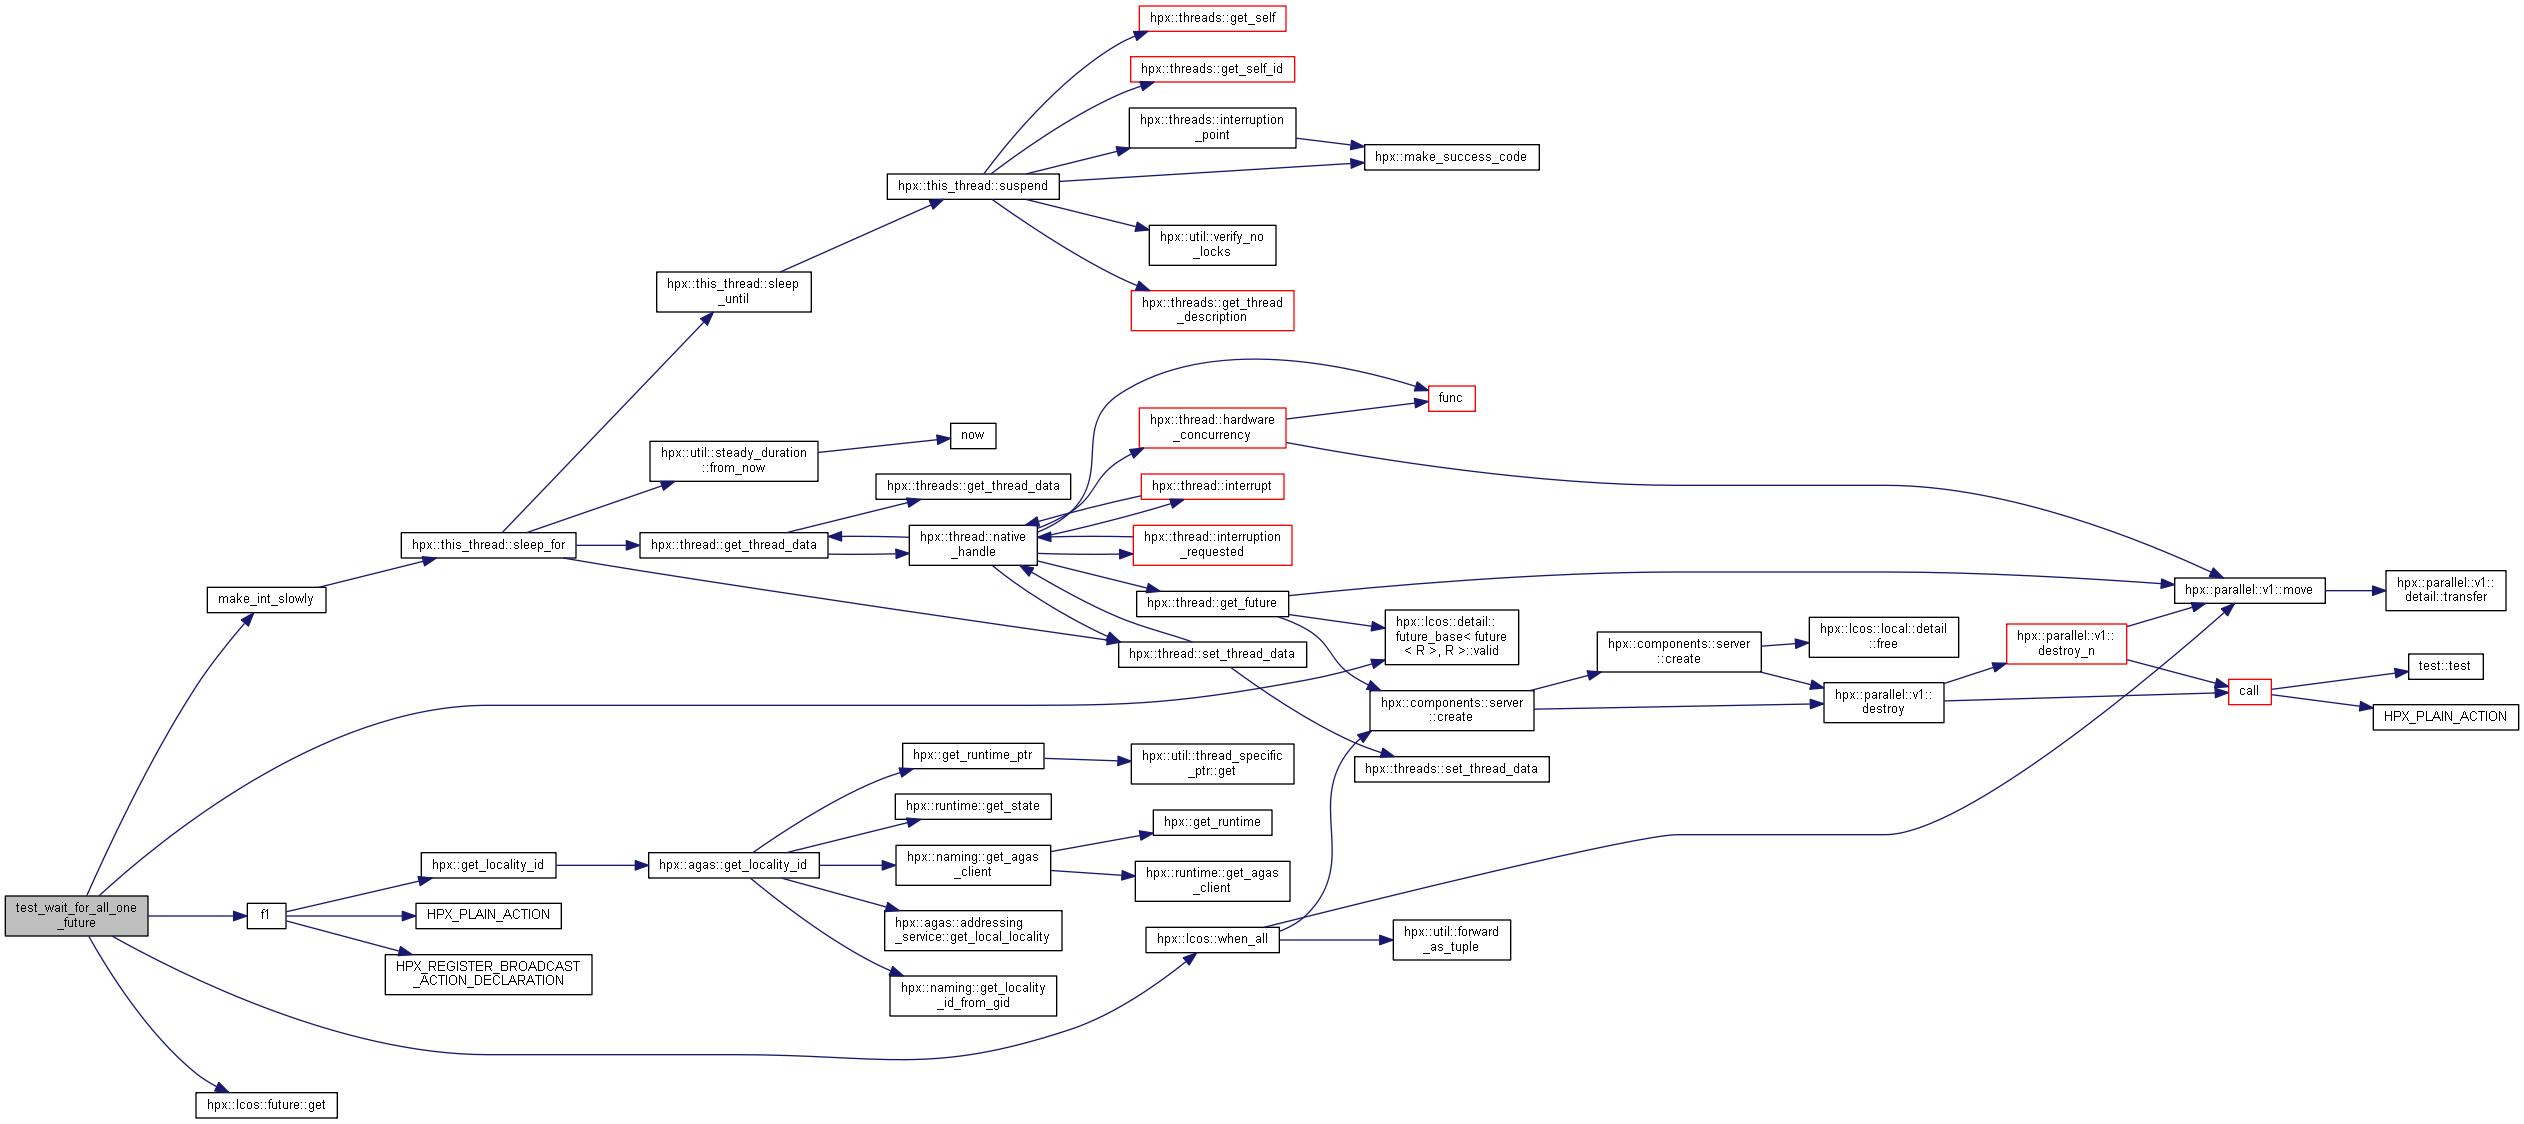 hpx::threads::get_self
hpx::threads::get_self_id
hpx::threads::interruption
_point
hpx::make_success_code
hpx::this_thread::suspend
hpx::util::verify_no
_locks
hpx::this_thread::sleep
_until
hpx::threads::get_thread
_description
func
hpx::thread::hardware
_concurrency
now
hpx::util::steady_duration
::from_now
hpx::threads::get_thread_data
hpx::thread::interrupt
hpx::this_thread::sleep_for
hpx::thread::get_thread_data
hpx::thread::native
_handle
hpx::thread::interruption
_requested
make_int_slowly
hpx::thread::get_future
hpx::parallel::v1::move
hpx::parallel::v1::
detail::transfer
hpx::lcos::detail::
future_base< future
< R >, R >::valid
hpx::thread::set_thread_data
hpx::components::server
::create
hpx::lcos::local::detail
::free
hpx::parallel::v1::
destroy_n
test::test
hpx::components::server
::create
hpx::parallel::v1::
destroy
call
HPX_PLAIN_ACTION
hpx::get_runtime_ptr
hpx::util::thread_specific
_ptr::get
hpx::threads::set_thread_data
hpx::runtime::get_state
hpx::get_runtime
hpx::get_locality_id
hpx::agas::get_locality_id
hpx::naming::get_agas
_client
hpx::runtime::get_agas
_client
test_wait_for_all_one
_future
f1
HPX_PLAIN_ACTION
hpx::agas::addressing
_service::get_local_locality
hpx::lcos::when_all
hpx::util::forward
_as_tuple
HPX_REGISTER_BROADCAST
_ACTION_DECLARATION
hpx::naming::get_locality
_id_from_gid
hpx::lcos::future::get